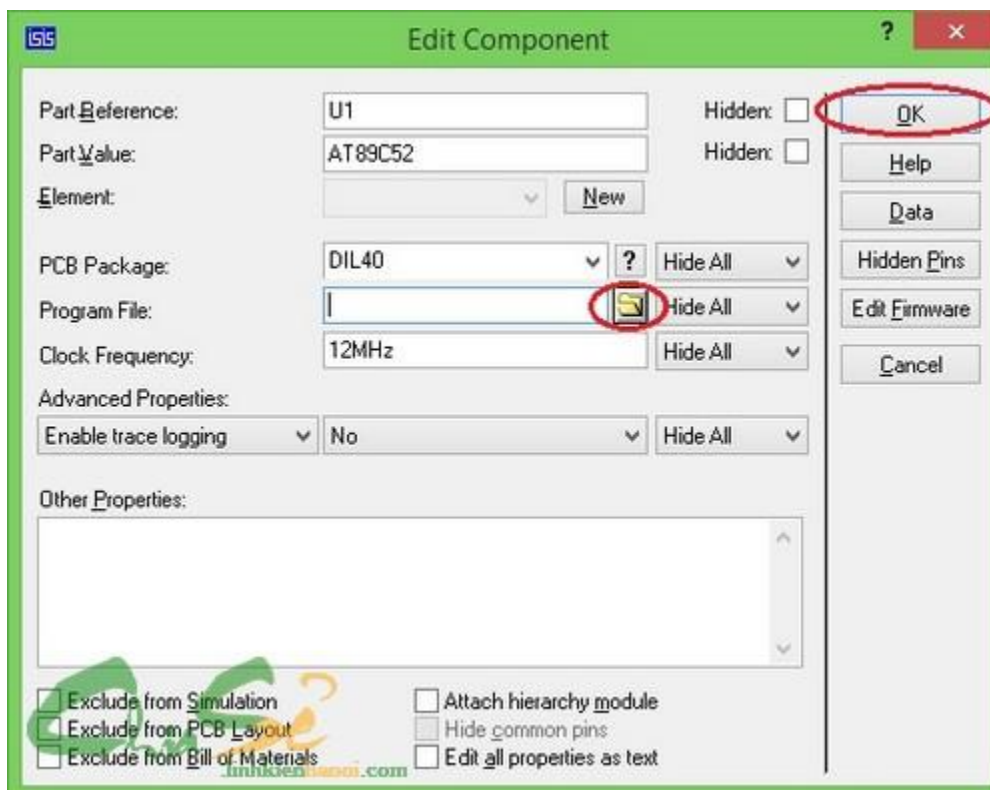 isis Edit Component ?
Part Reference: U1 Hidden: OK
Part Value: AT89C52 Hidden: Help
Element: New Data
PCB Package: DIL40 ? Hide All Hidden Pins
Program File: Hide All Edit Firmware
Clock Frequency: 12MHz Hide All Cancel
Advanced Properties:
Enable trace logging No Hide All
Other Properties:
Exclude from Simulation Attach hierarchy module
Exclude from PCB Layout Hide common pins
Exclude from Bill of Materials Edit all properties as text
.linhkienhanoi.com